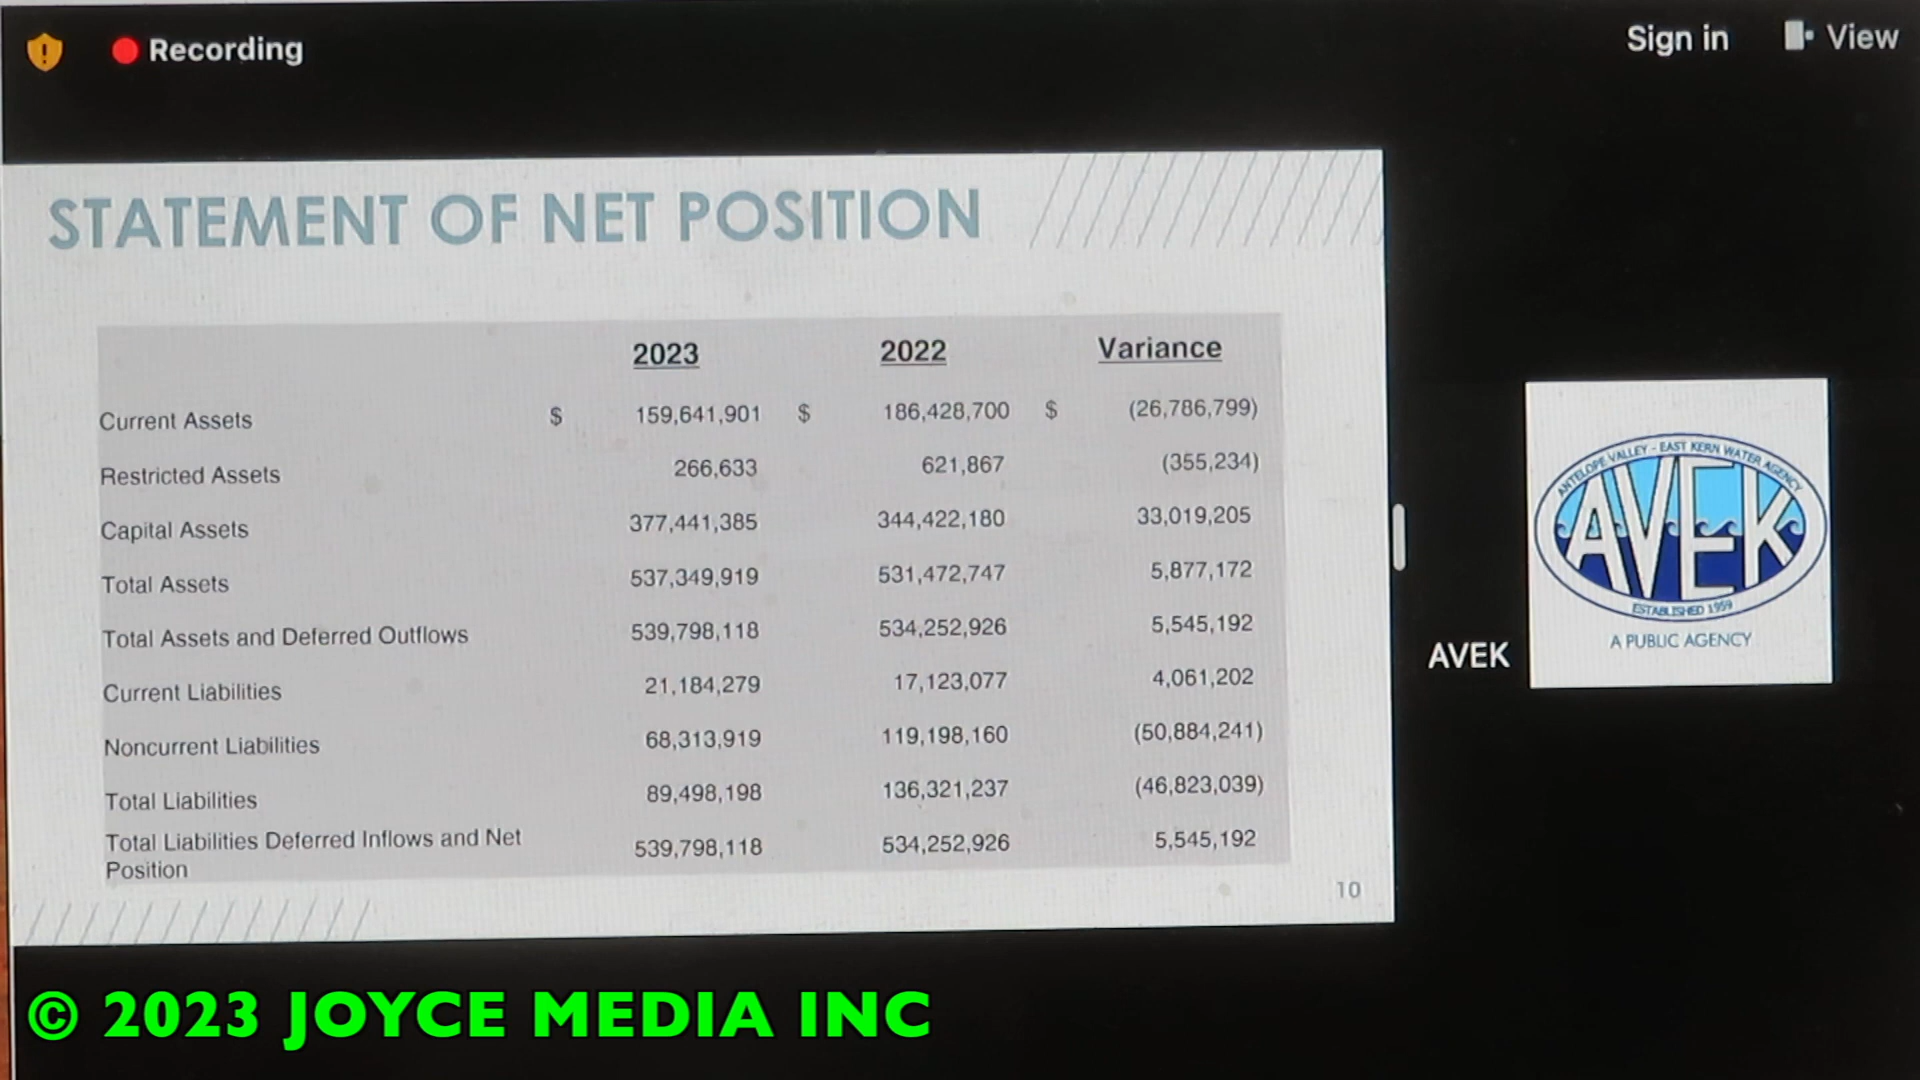 Recording
Sign in
View
STATEMENT OF NET POSITION
2023 2022 Variance
Current Assets $ 159,641,901 $ 186,428,700 $ (26,786,799)
Restricted Assets 266,633 621,867 (355,234)
Capital Assets 377,441,385 344,422,180 33,019,205
Total Assets 537,349,919 531,472,747 5,877,172
Total Assets and Deferred Outflows 539,798,118 534,252,926 5,545,192
Current Liabilities 21,184,279 17,123,077 4,061,202
Noncurrent Liabilities 68,313,919 119,198,160 (50,884,241)
Total Liabilities 89,498,198 136,321,237 (46,823,039)
Total Liabilities Deferred Inflows and Net
Position 539,798,118 534,252,926 5,545,192
10
AVEK
ANTELOPE VALLEY - EAST KERN WATER AGENCY
AVEK
ESTABLISHED 1959
A PUBLIC AGENCY
© 2023 JOYCE MEDIA INC